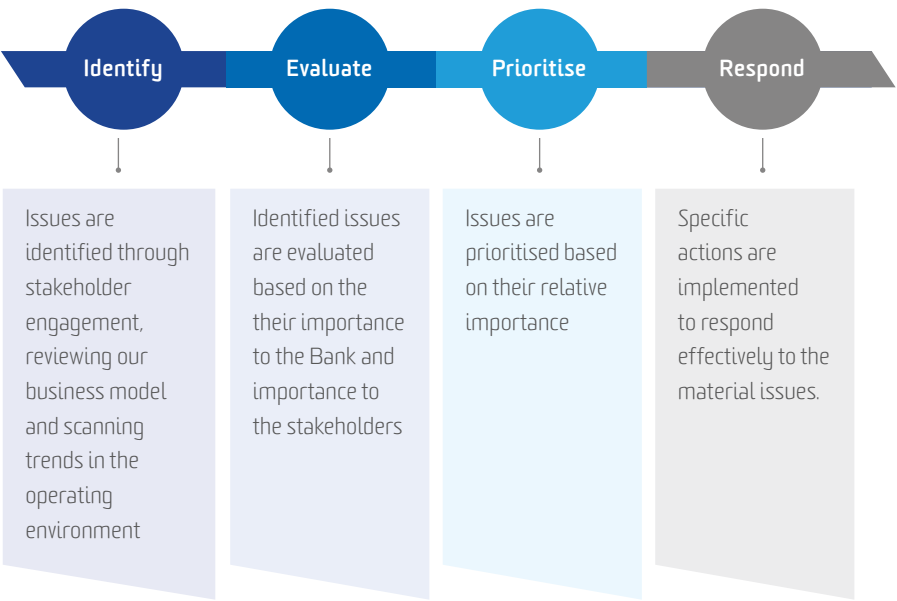 Identify
Evaluate
Prioritise
Respond
Issues are
identified through
stakeholder
engagement,
reviewing our
business model
and scanning
trends in the
operating
environment
Identified issues
are evaluated
based on the
their importance
to the Bank and
importance to
the stakeholders
Issues are
prioritised based
on their relative
importance
Specific
actions are
implemented
to respond
effectively to the
material issues.